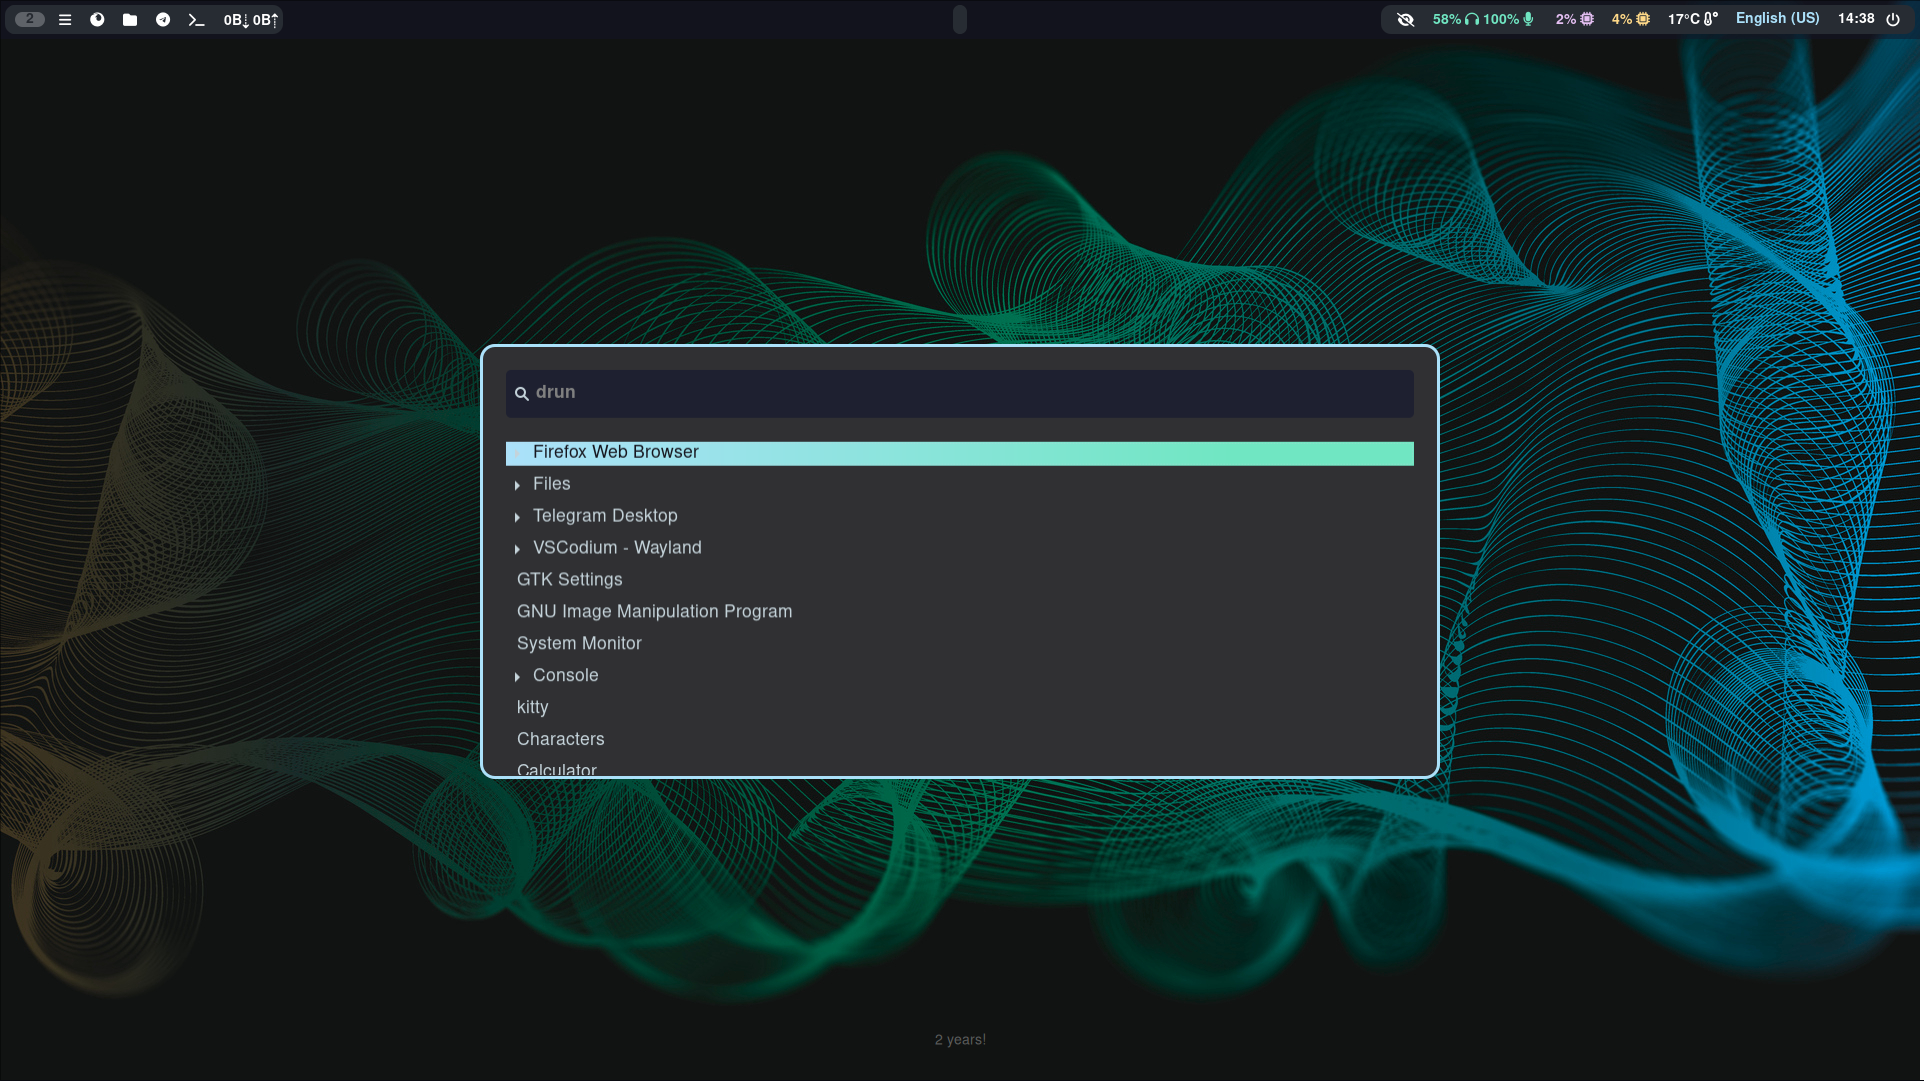 2
0B⇣ 0B⇡
58% 100% 2% 4% 17°C English (US) 14:38
drun
Firefox Web Browser
Files
Telegram Desktop
VSCodium - Wayland
GTK Settings
GNU Image Manipulation Program
System Monitor
Console
kitty
Characters
Calculator
2 years!